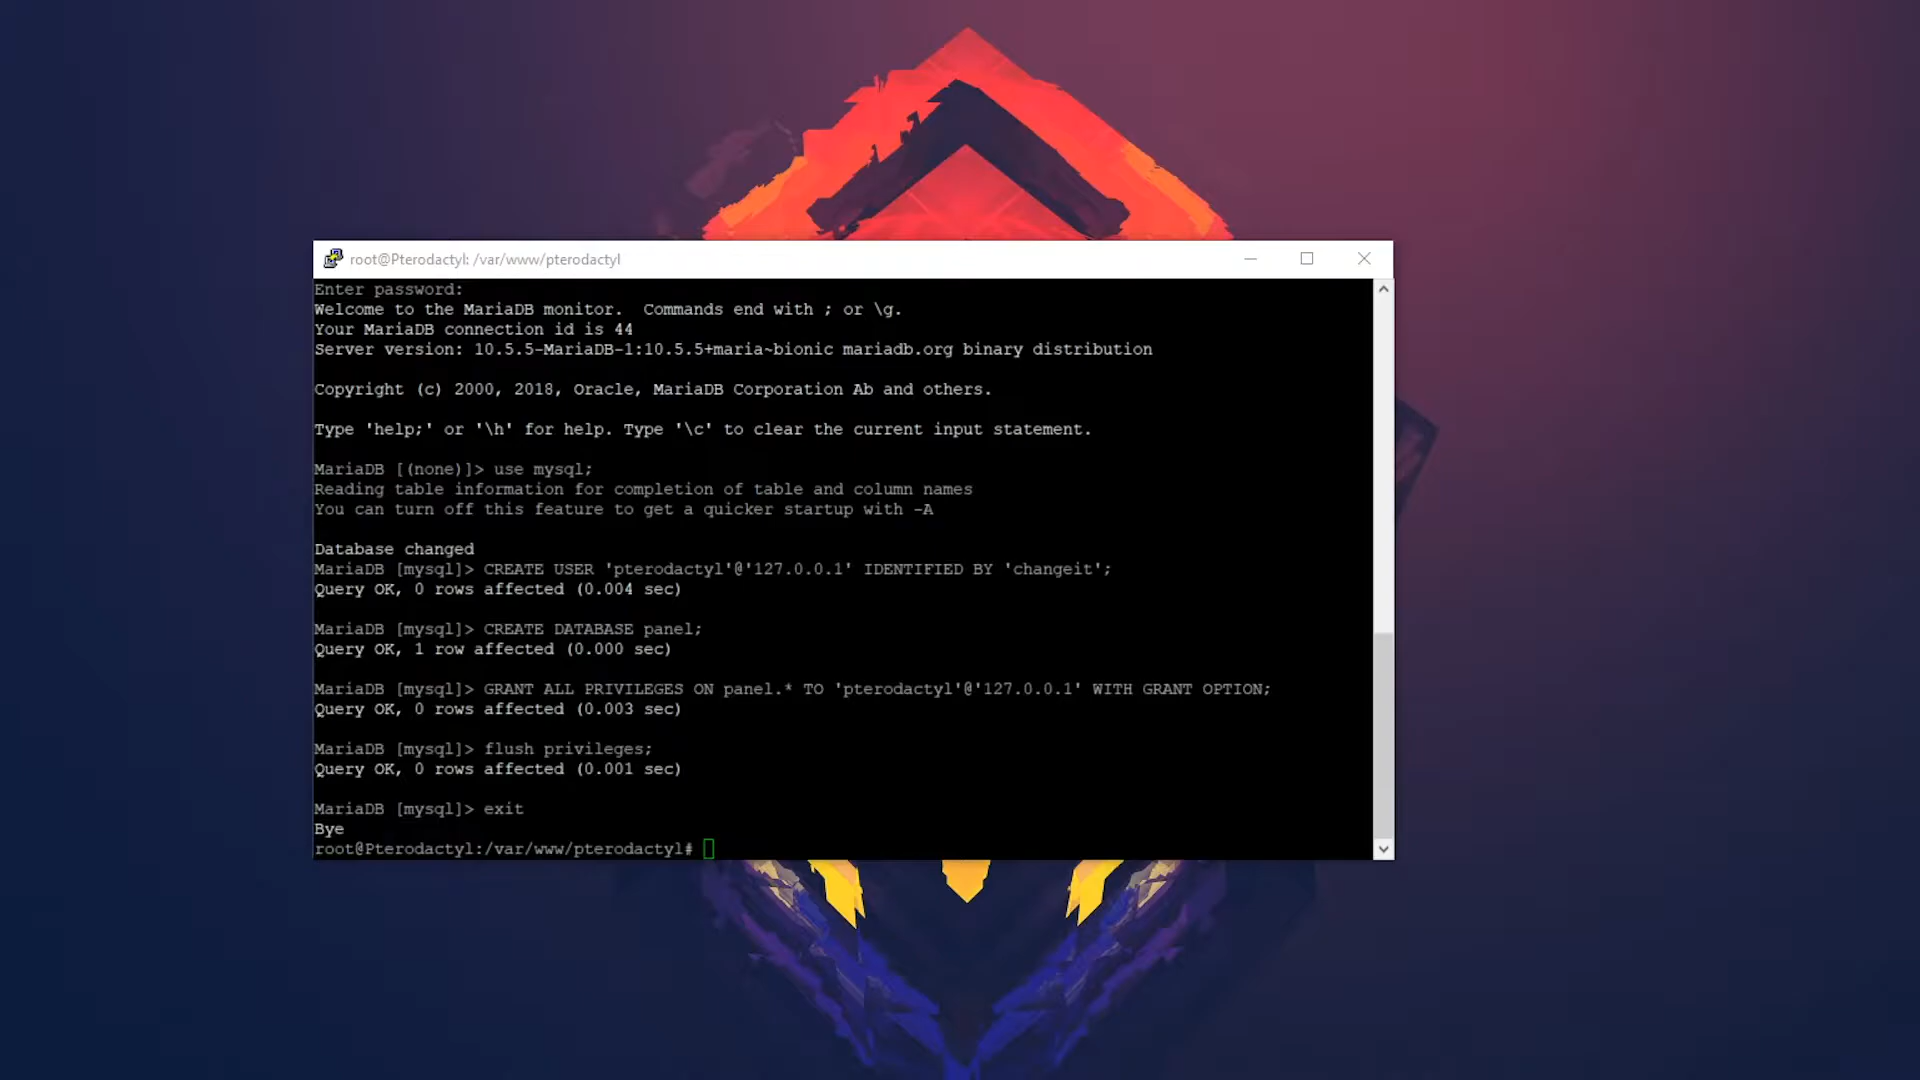 root@Pterodactyl: /var/www/pterodactyl
Enter password:
Welcome to the MariaDB monitor.  Commands end with ; or \g.
Your MariaDB connection id is 44
Server version: 10.5.5-MariaDB-1:10.5.5+maria~bionic mariadb.org binary distribution
Copyright (c) 2000, 2018, Oracle, MariaDB Corporation Ab and others.
Type 'help;' or '\h' for help. Type '\c' to clear the current input statement.
MariaDB [(none)]> use mysql;
Reading table information for completion of table and column names
You can turn off this feature to get a quicker startup with -A
Database changed
MariaDB [mysql]> CREATE USER 'pterodactyl'@'127.0.0.1' IDENTIFIED BY 'changeit';
Query OK, 0 rows affected (0.004 sec)
MariaDB [mysql]> CREATE DATABASE panel;
Query OK, 1 row affected (0.000 sec)
MariaDB [mysql]> GRANT ALL PRIVILEGES ON panel.* TO 'pterodactyl'@'127.0.0.1' WITH GRANT OPTION;
Query OK, 0 rows affected (0.003 sec)
MariaDB [mysql]> flush privileges;
Query OK, 0 rows affected (0.001 sec)
MariaDB [mysql]> exit
Bye
root@Pterodactyl:/var/www/pterodactyl#